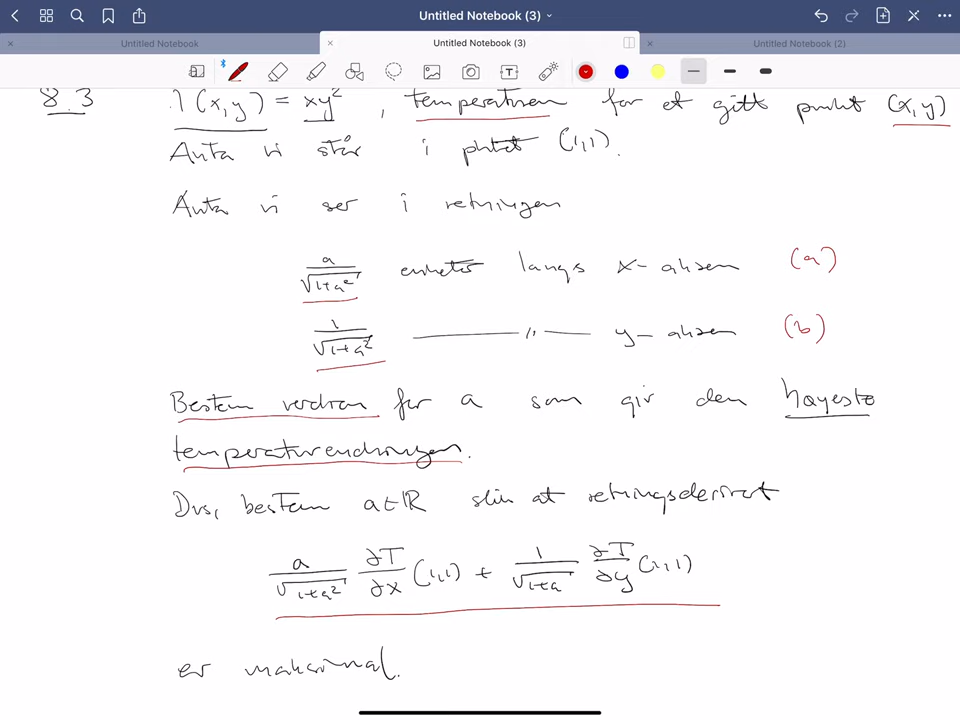 Untitled Notebook (3)
Untitled Notebook
Untitled Notebook (3)
Untitled Notebook (2)
8.3 T(x,y) = xy², temperaturen for et gitt punkt (x,y)
Anta vi står i pktet (1,1).
Anta vi ser i retningen
a/√(1+a²) enheter langs x-aksen (a)
1/√(1+a²) —— " —— y-aksen (b)
Bestem verdien for a som gir den høyeste
temperaturendringen.
Dvs, bestem a∈ℝ slik at retningsderivert
a/√(1+a²) ∂T/∂x (1,1) + 1/√(1+a) ∂T/∂y (1,1)
er maksimal.